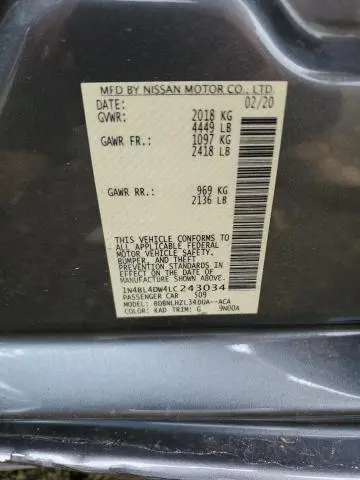 MFD BY NISSAN MOTOR CO., LTD.
DATE: 02/20
GVWR: 2018 KG
4449 LB
GAWR FR.: 1097 KG
2418 LB
GAWR RR.: 969 KG
2136 LB
THIS VEHICLE CONFORMS TO
ALL APPLICABLE FEDERAL
MOTOR VEHICLE SAFETY,
BUMPER, AND THEFT
PREVENTION STANDARDS IN
EFFECT ON THE DATE OF
MANUFACTURE SHOWN ABOVE.
1N4BL4DW4LC243034
PASSENGER CAR 509
MODEL: BDBNLHZL34DUA--ACA
COLOR: KAD TRIM: G 9N00A